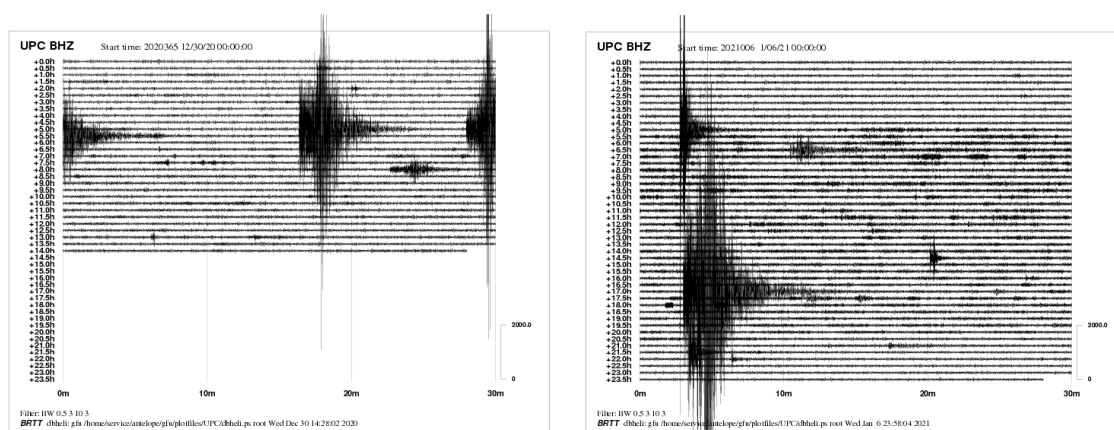 UPC BHZ Start time: 2020365 12/30/20 00:00:00
+0.0h
+0.5h
+1.0h
+1.5h
+2.0h
+2.5h
+3.0h
+3.5h
+4.0h
+4.5h
+5.0h
+5.5h
+6.0h
+6.5h
+7.0h
+7.5h
+8.0h
+8.5h
+9.0h
+9.5h
+10.0h
+10.5h
+11.0h
+11.5h
+12.0h
+12.5h
+13.0h
+13.5h
+14.0h
+14.5h
+15.0h
+15.5h
+16.0h
+16.5h
+17.0h
+17.5h
+18.0h
+18.5h
+19.0h
+19.5h
+20.0h
+20.5h
+21.0h
+21.5h
+22.0h
+22.5h
+23.0h
+23.5h
2000.0
0
0m 10m 20m 30m
Filter: BW 0.5 3 10 3
BRTT dbheli: gfu /home/service/antelope/gfu/plotfiles/UPC/dbheli.ps root Wed Dec 30 14:28:02 2020
UPC BHZ Start time: 2021006 1/06/21 00:00:00
+0.0h
+0.5h
+1.0h
+1.5h
+2.0h
+2.5h
+3.0h
+3.5h
+4.0h
+4.5h
+5.0h
+5.5h
+6.0h
+6.5h
+7.0h
+7.5h
+8.0h
+8.5h
+9.0h
+9.5h
+10.0h
+10.5h
+11.0h
+11.5h
+12.0h
+12.5h
+13.0h
+13.5h
+14.0h
+14.5h
+15.0h
+15.5h
+16.0h
+16.5h
+17.0h
+17.5h
+18.0h
+18.5h
+19.0h
+19.5h
+20.0h
+20.5h
+21.0h
+21.5h
+22.0h
+22.5h
+23.0h
+23.5h
2000.0
0
0m 10m 20m 30m
Filter: BW 0.5 3 10 3
BRTT dbheli: gfu /home/service/antelope/gfu/plotfiles/UPC/dbheli.ps root Wed Jan 6 23:58:04 2021